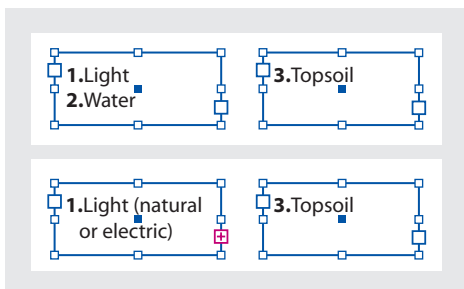 1.Light
2.Water
3.Topsoil
1.Light (natural
or electric)
3.Topsoil